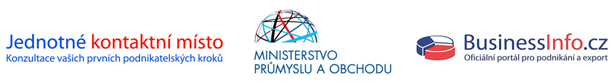 Jednotné kontaktní místo
Konzultace vašich prvních podnikatelských kroků
MINISTERSTVO
PRŮMYSLU A OBCHODU
BusinessInfo.cz
Oficiální portál pro podnikání a export